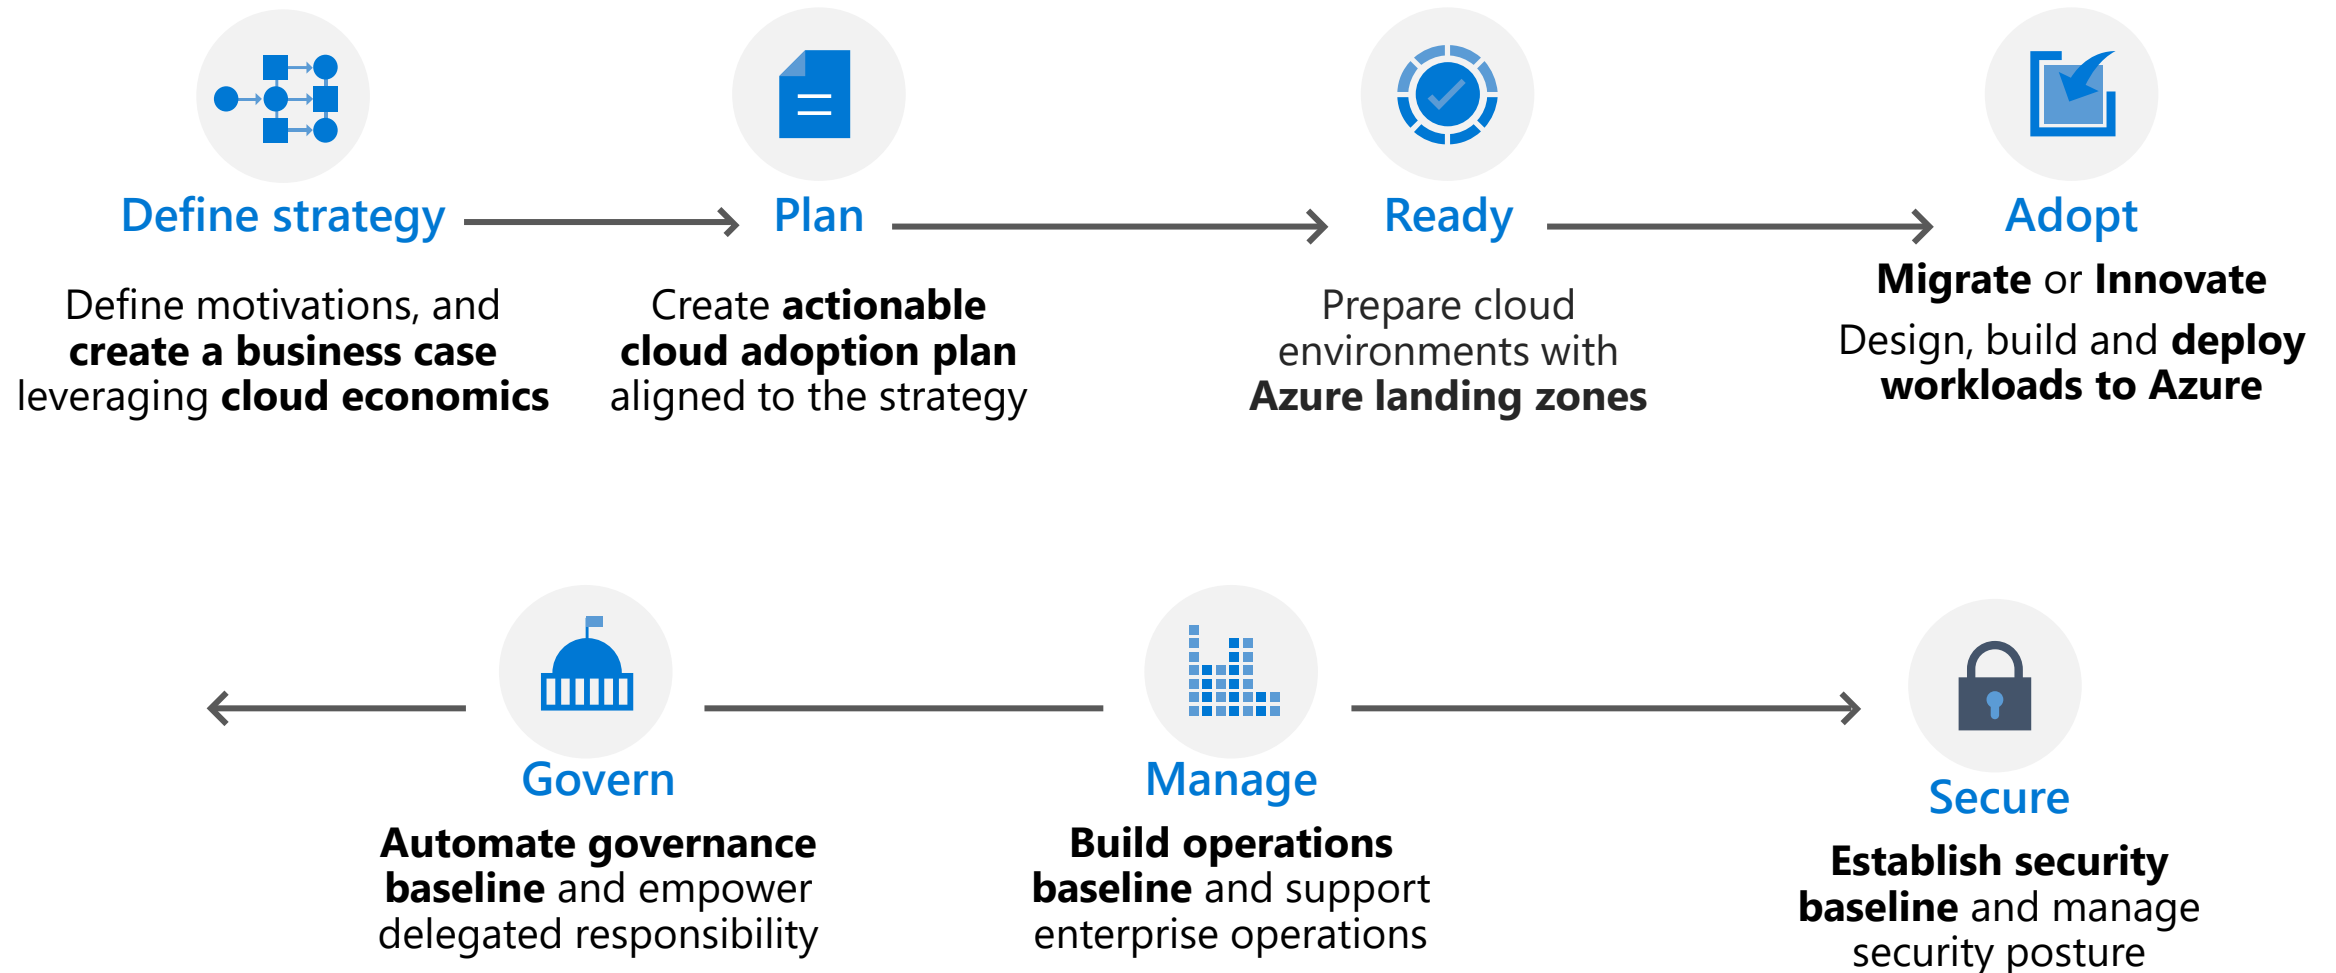 Define strategy
Define motivations, and
create a business case
leveraging cloud economics
Plan
Create actionable
cloud adoption plan
aligned to the strategy
Ready
Prepare cloud
environments with
Azure landing zones
Adopt
Migrate or Innovate
Design, build and deploy
workloads to Azure
Govern
Automate governance
baseline and empower
delegated responsibility
Manage
Build operations
baseline and support
enterprise operations
Secure
Establish security
baseline and manage
security posture